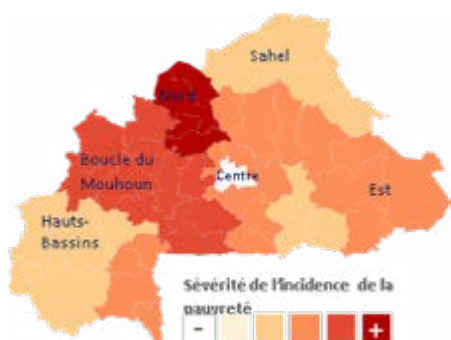 Sahel
Nord
Boucle du
Mouhoun
Centre
Est
Hauts-
Bassins
Sévérité de l'incidence de la
pauvreté
- +